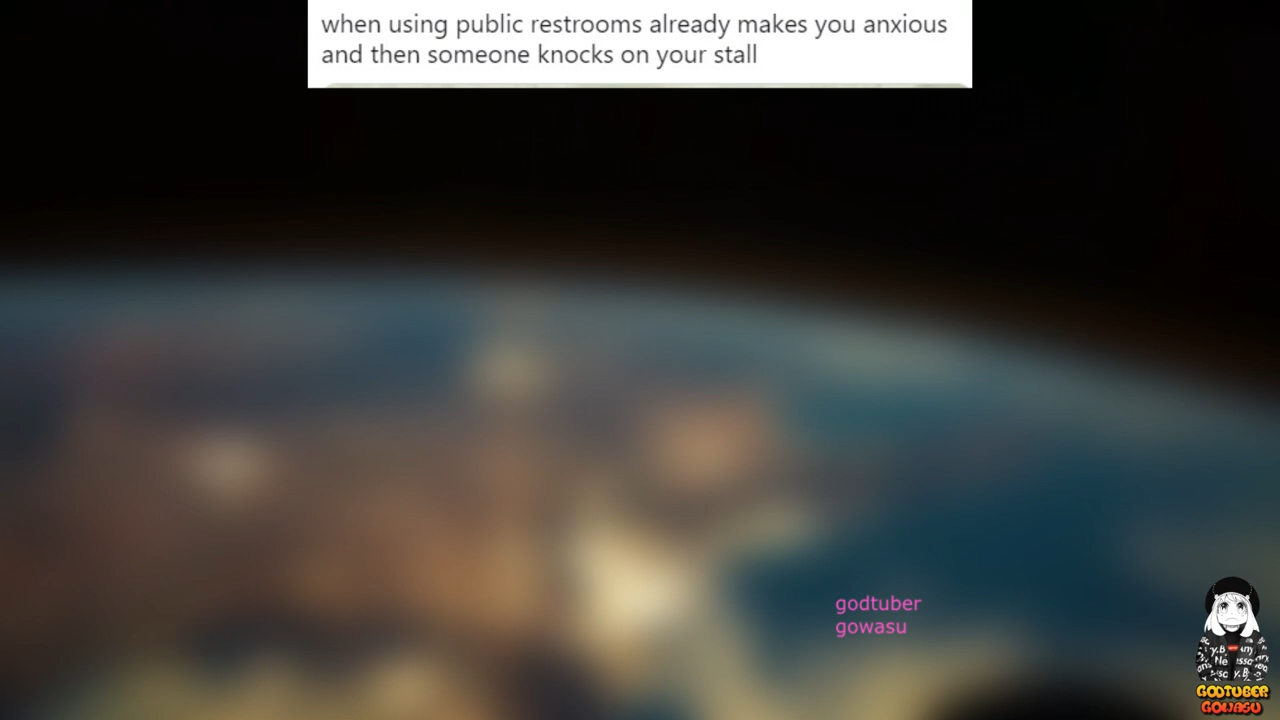 when using public restrooms already makes you anxious
and then someone knocks on your stall
godtuber
gowasu
GODTUBER
GOWASU